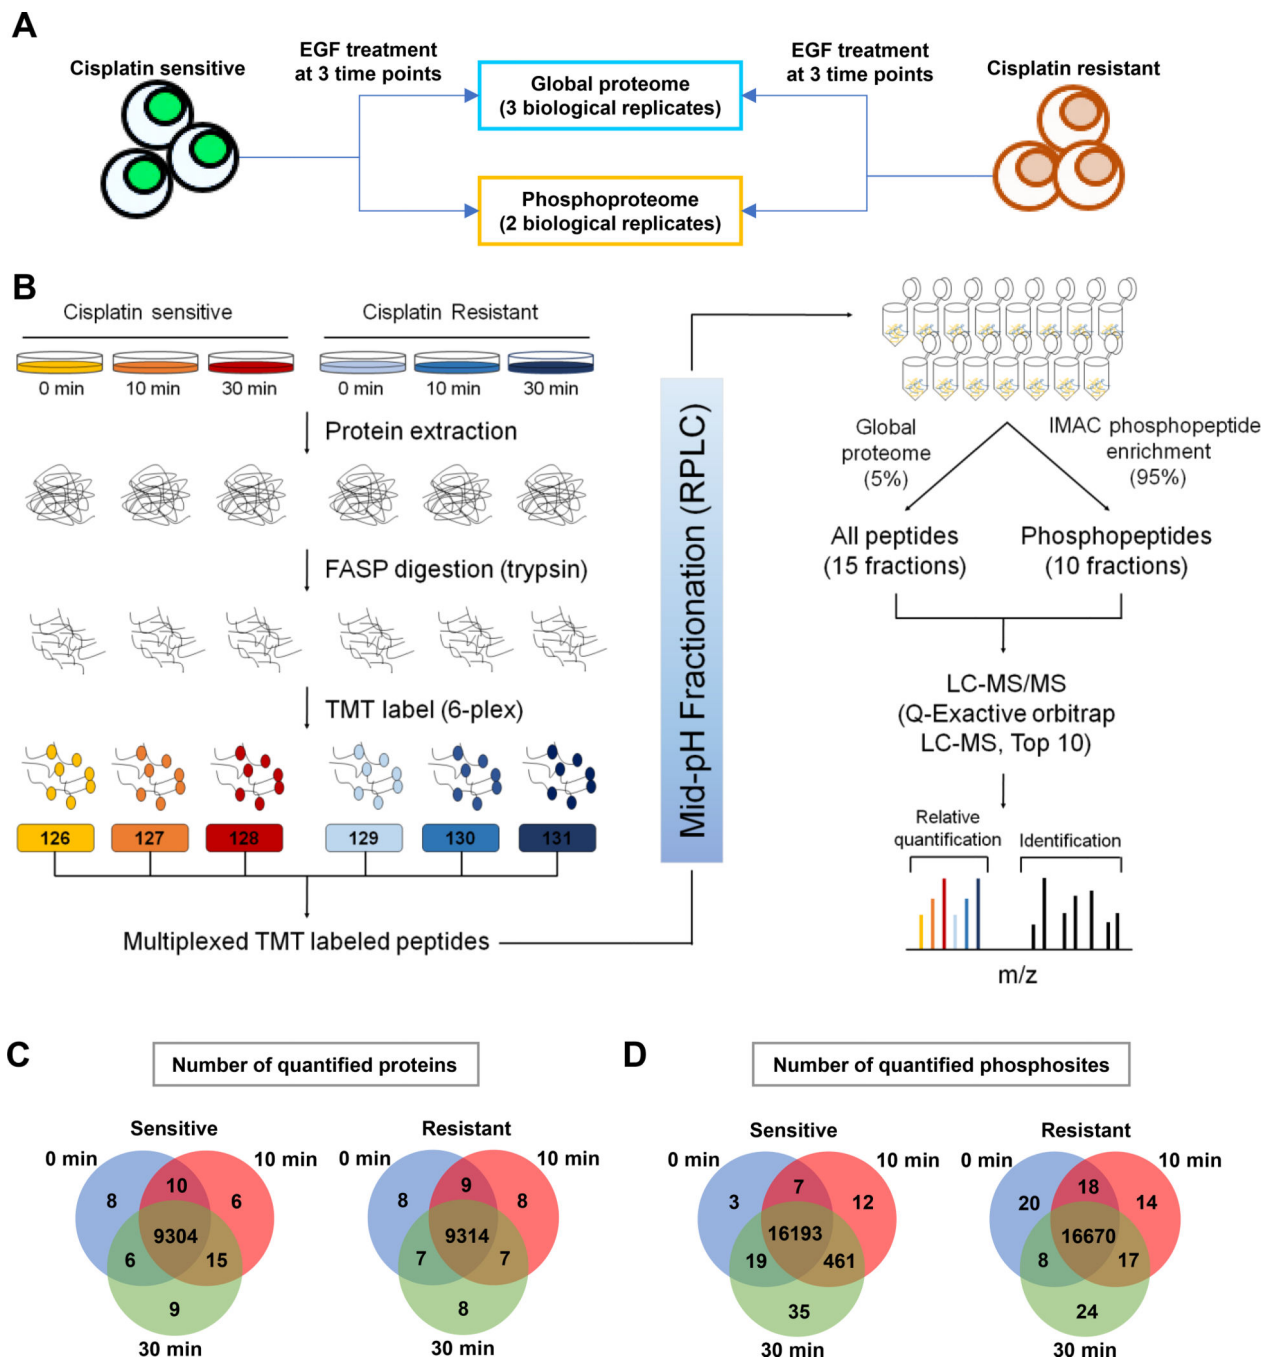 A
Cisplatin sensitive
EGF treatment
at 3 time points
Global proteome
(3 biological replicates)
Phosphoproteome
(2 biological replicates)
EGF treatment
at 3 time points
Cisplatin resistant
B
Cisplatin sensitive
Cisplatin Resistant
0 min
10 min
30 min
0 min
10 min
30 min
Protein extraction
FASP digestion (trypsin)
TMT label (6-plex)
126
127
128
129
130
131
Multiplexed TMT labeled peptides
Mid-pH Fractionation (RPLC)
Global
proteome
(5%)
IMAC phosphopeptide
enrichment
(95%)
All peptides
(15 fractions)
Phosphopeptides
(10 fractions)
LC-MS/MS
(Q-Exactive orbitrap
LC-MS, Top 10)
Relative
quantification
Identification
m/z
C
Number of quantified proteins
Sensitive
0 min
10 min
8
10
6
9304
6
15
9
30 min
Resistant
0 min
10 min
8
9
8
9314
7
7
8
30 min
D
Number of quantified phosphosites
Sensitive
0 min
10 min
3
7
12
16193
19
461
35
30 min
Resistant
0 min
10 min
20
18
14
16670
8
17
24
30 min